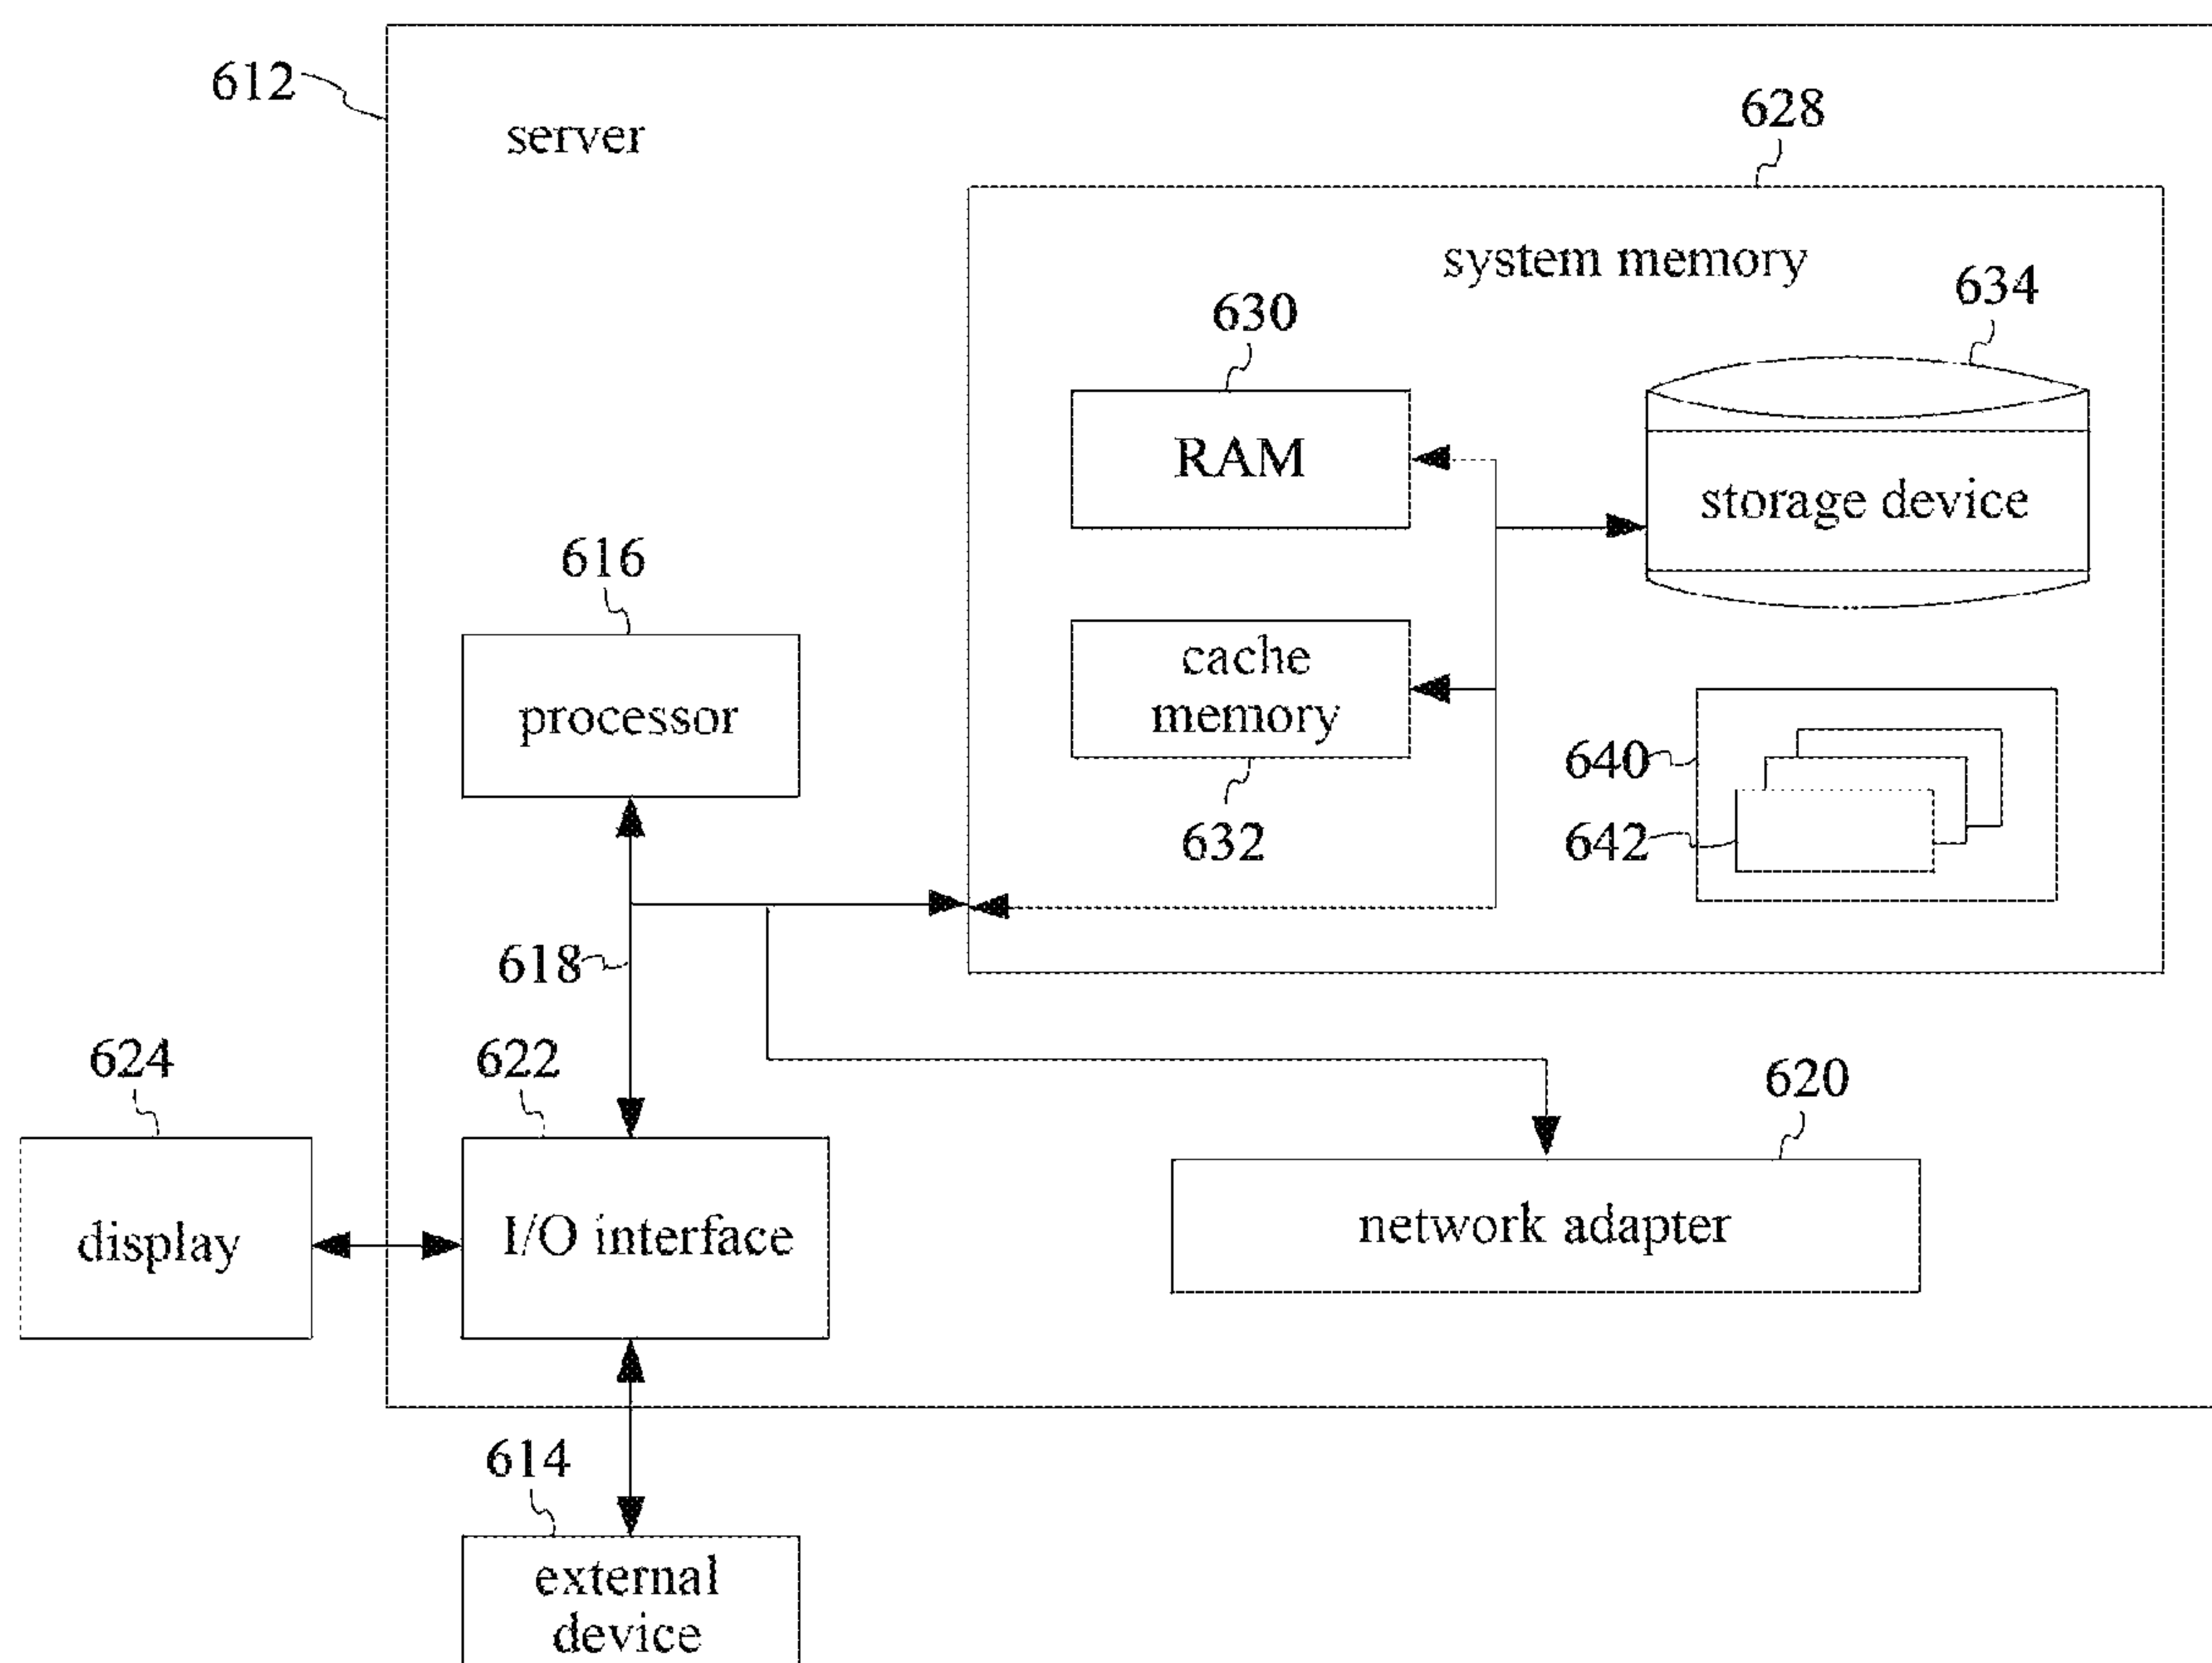 612
server
628
system memory
634
630
RAM
storage device
616
processor
cache
memory
640
632
642
618
624
622
620
display
I/O interface
network adapter
614
external
device